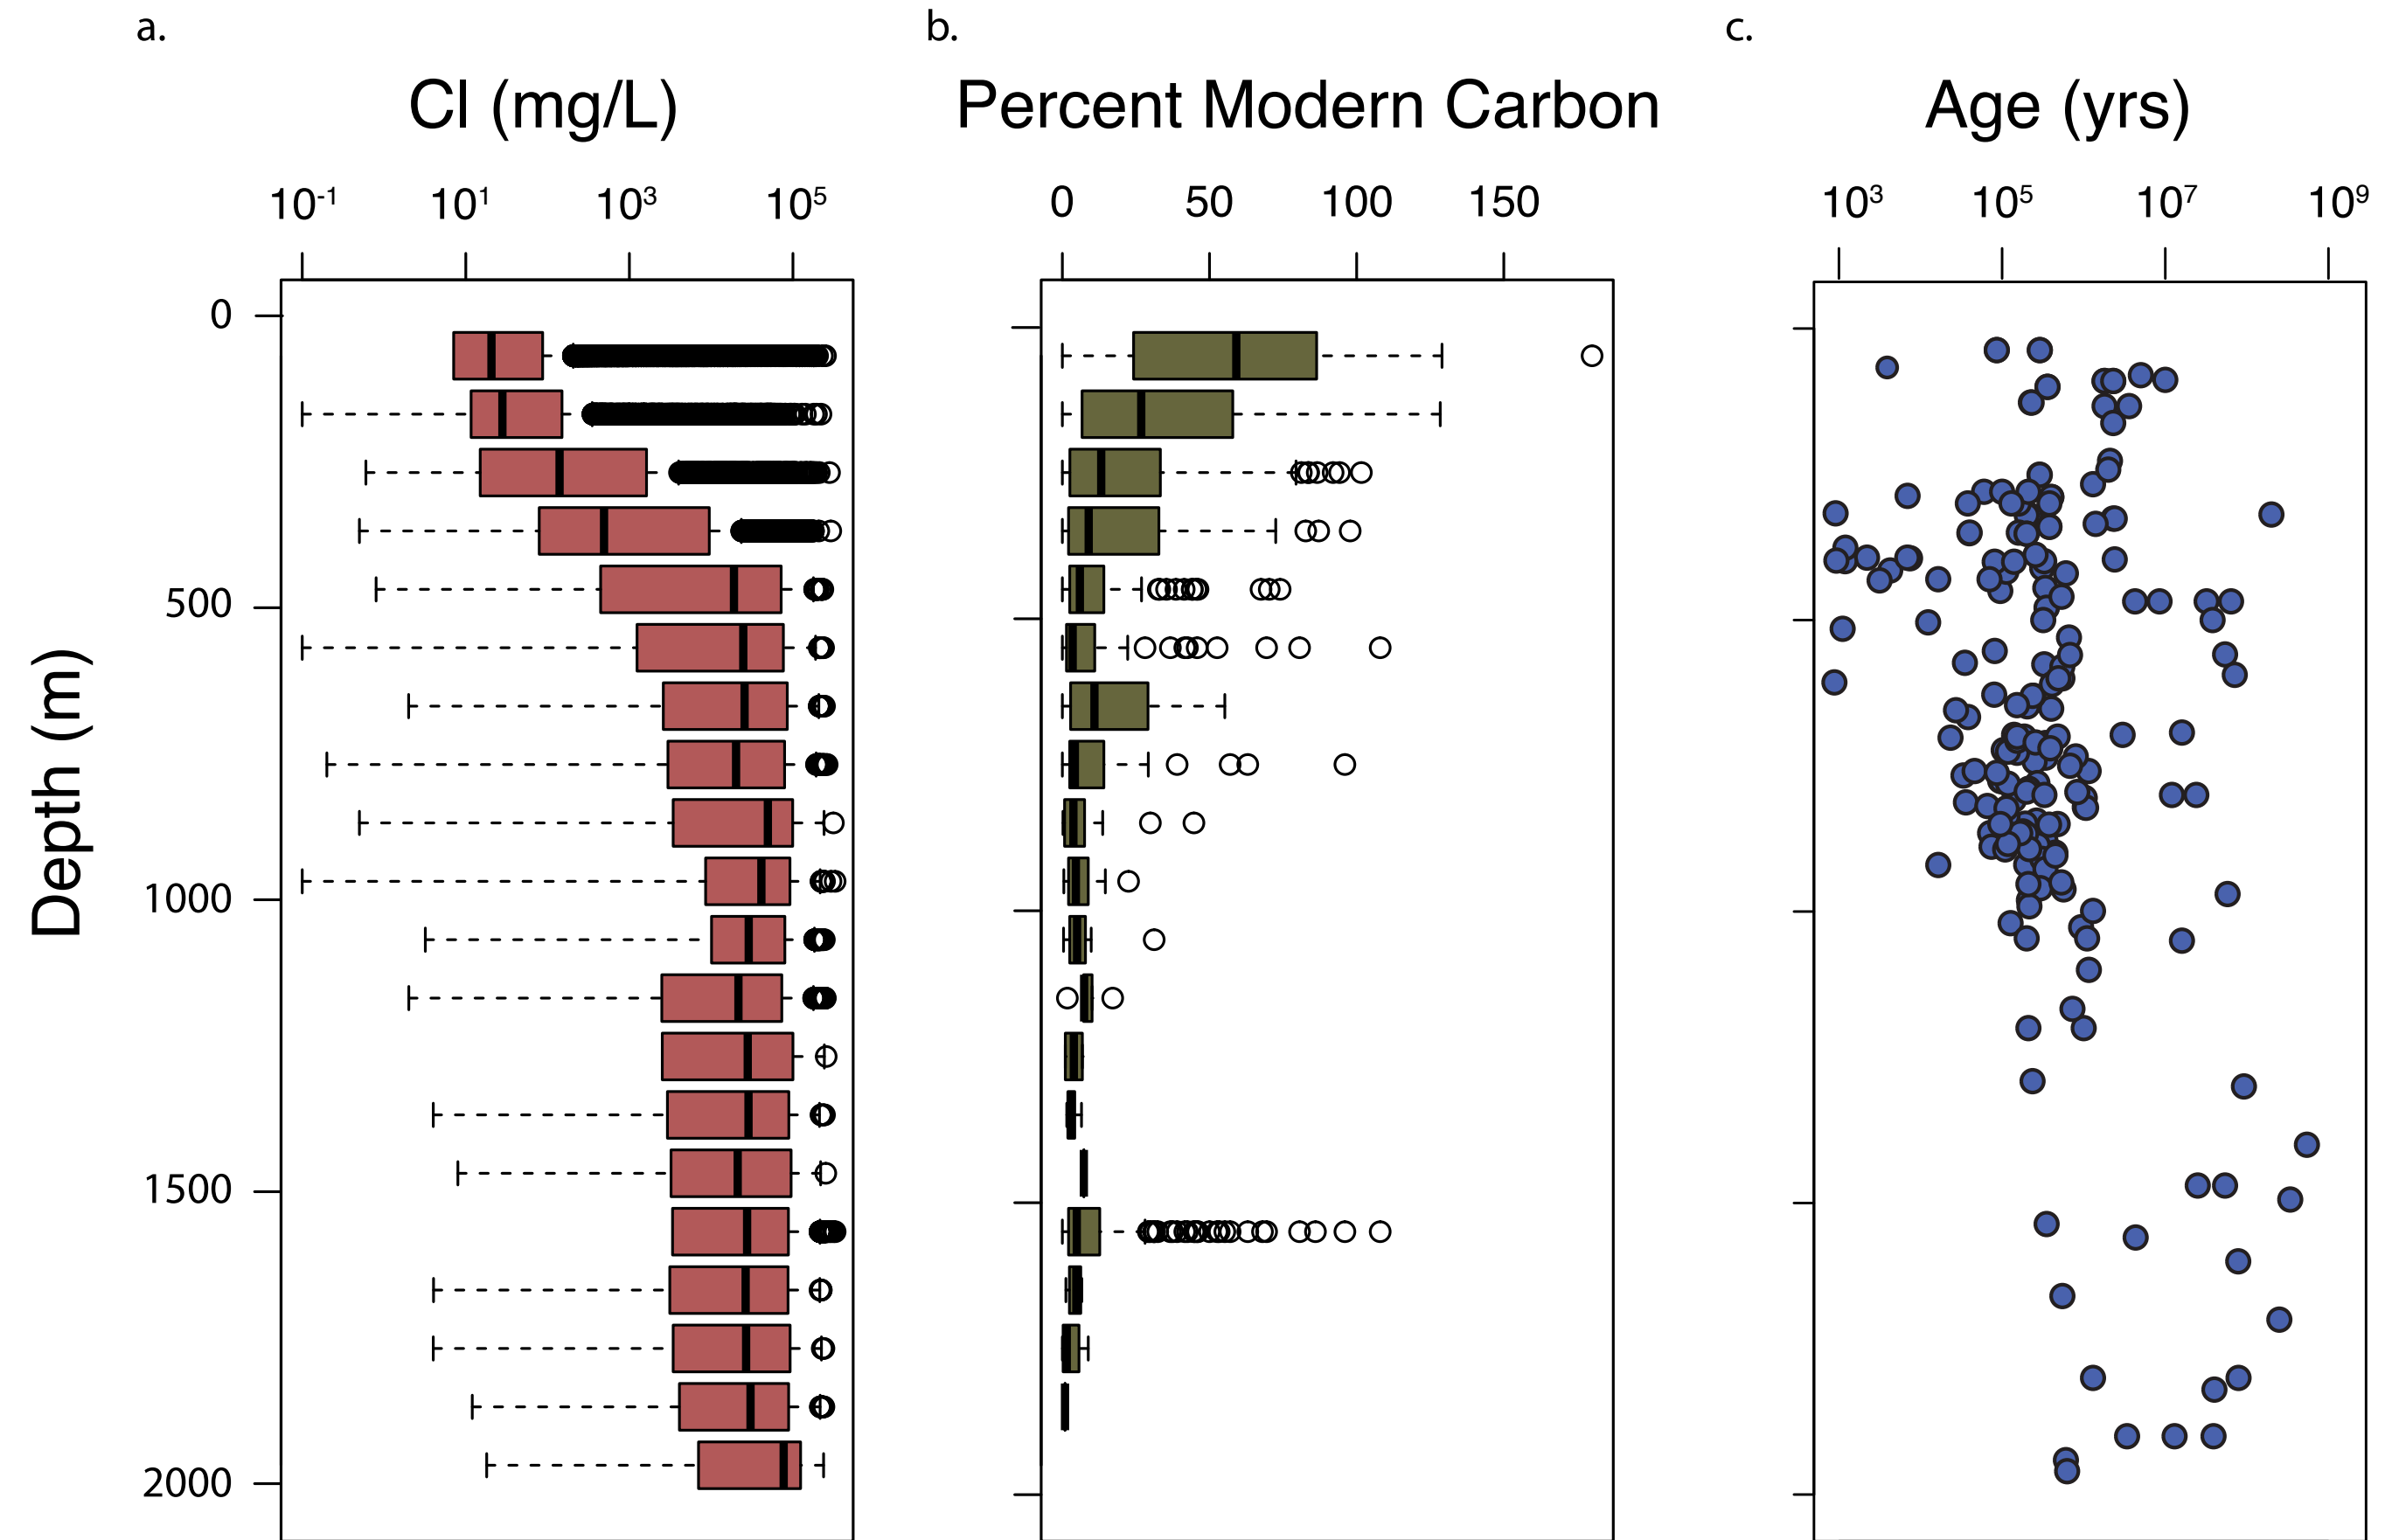 a. b. c.
Cl (mg/L) Percent Modern Carbon Age (yrs)
10⁻¹ 10¹ 10³ 10⁵ 0 50 100 150 10³ 10⁵ 10⁷ 10⁹
0
500
Depth (m)
1000
1500
2000